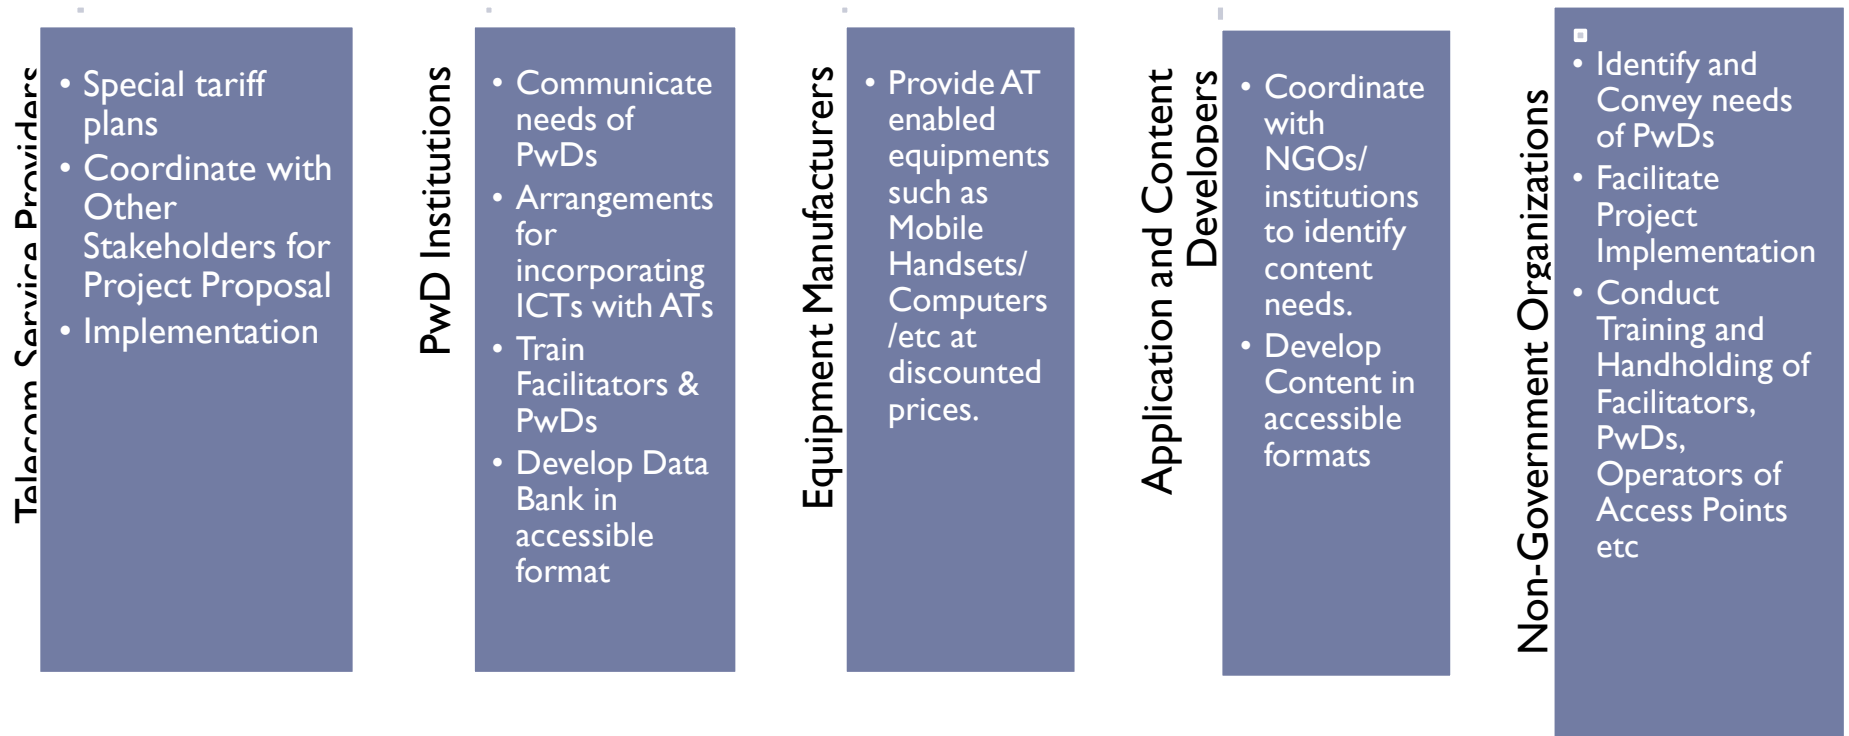 Telecom Service Providers
• Special tariff
plans
• Coordinate with
Other
Stakeholders for
Project Proposal
• Implementation
PwD Institutions
• Communicate
needs of
PwDs
• Arrangements
for
incorporating
ICTs with ATs
• Train
Facilitators &
PwDs
• Develop Data
Bank in
accessible
format
Equipment Manufacturers
• Provide AT
enabled
equipments
such as
Mobile
Handsets/
Computers
/etc at
discounted
prices.
Application and Content
Developers
• Coordinate
with
NGOs/
institutions
to identify
content
needs.
• Develop
Content in
accessible
formats
Non-Government Organizations
• Identify and
Convey needs
of PwDs
• Facilitate
Project
Implementation
• Conduct
Training and
Handholding of
Facilitators,
PwDs,
Operators of
Access Points
etc